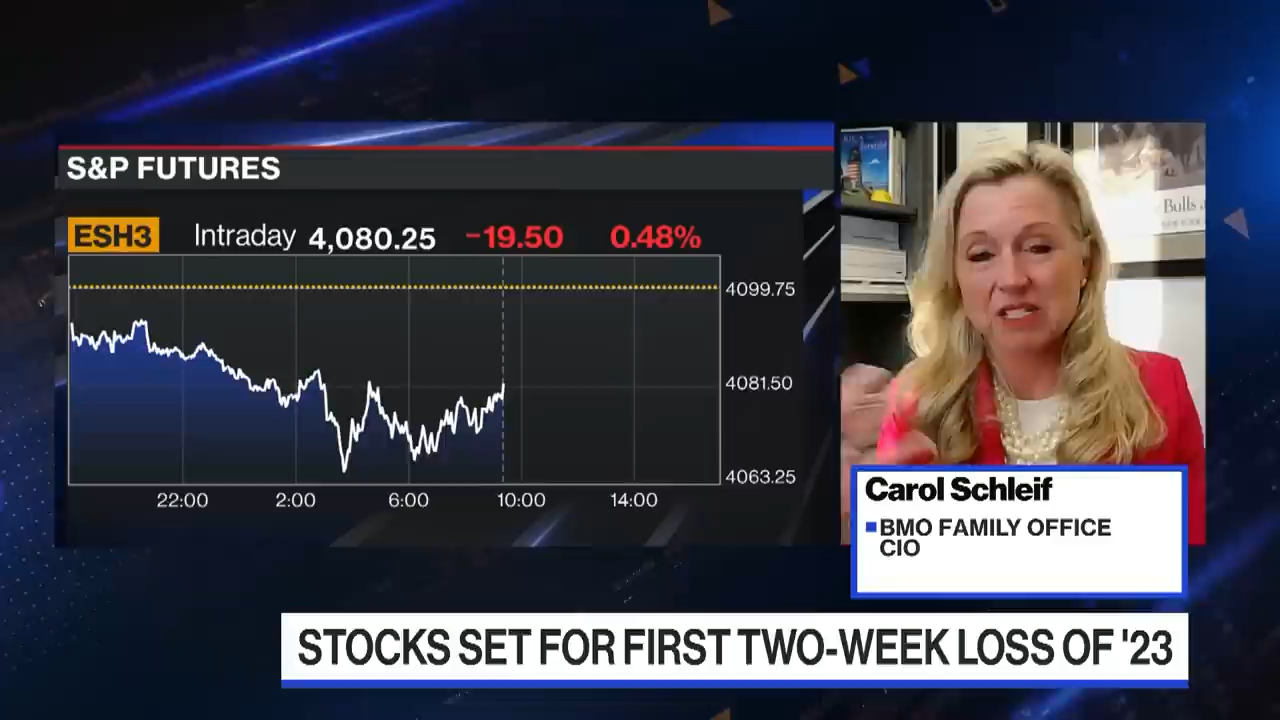 S&P FUTURES
ESH3 Intraday 4,080.25 −19.50 0.48%
4099.75
4081.50
4063.25
22:00 2:00 6:00 10:00 14:00
Bulls
Carol Schleif
BMO FAMILY OFFICE
CIO
STOCKS SET FOR FIRST TWO-WEEK LOSS OF '23